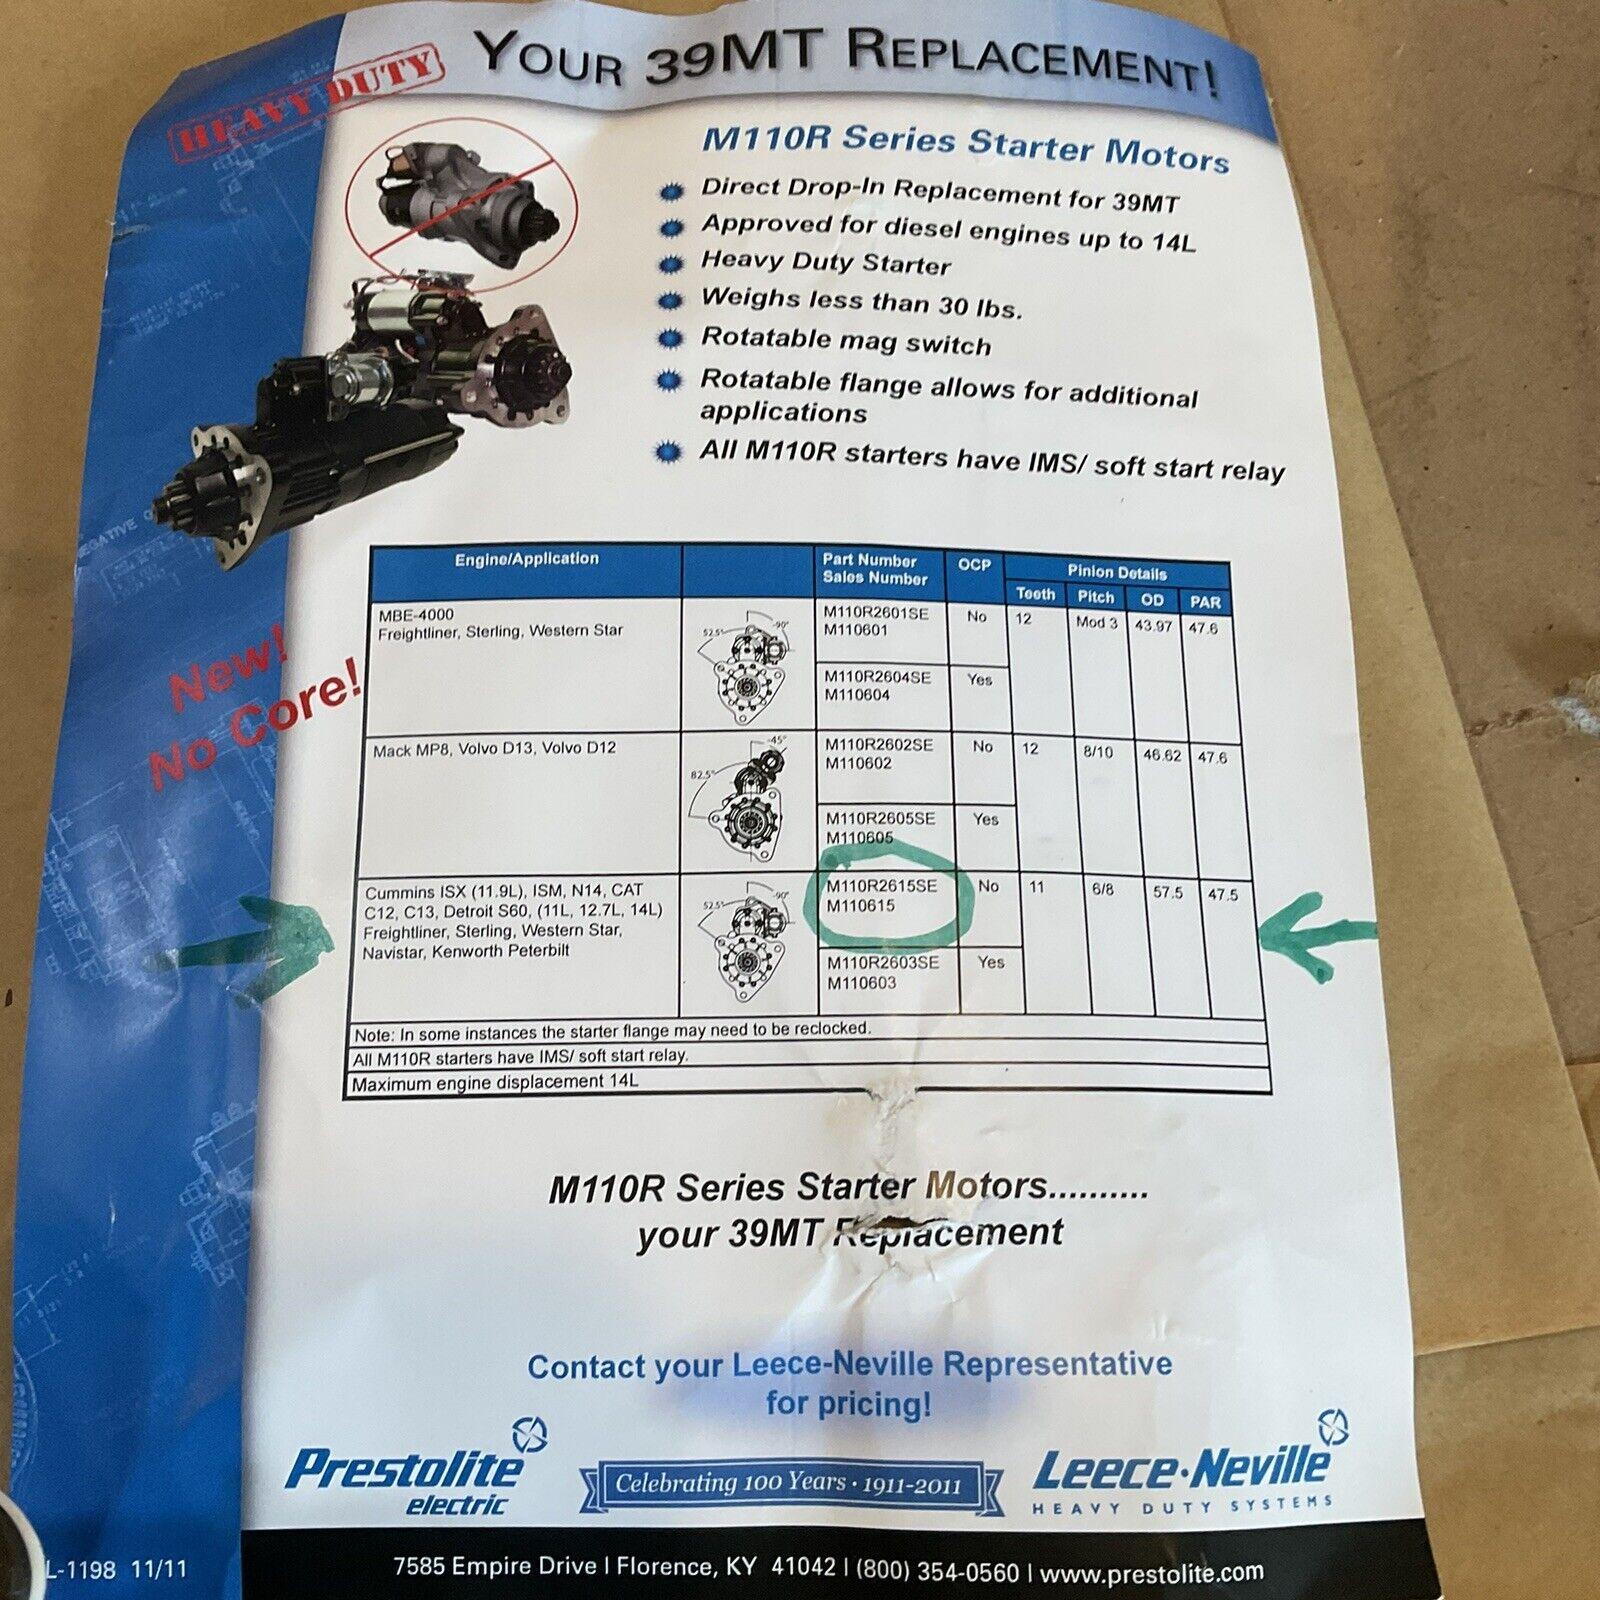 HEAVY DUTY
YOUR 39MT REPLACEMENT!
M110R Series Starter Motors
Direct Drop-In Replacement for 39MT
Approved for diesel engines up to 14L
Heavy Duty Starter
Weighs less than 30 lbs.
Rotatable mag switch
Rotatable flange allows for additional
applications
All M110R starters have IMS/ soft start relay
New!
No Core!
Engine/Application
Part Number
Sales Number
OCP
Pinion Details
Teeth Pitch OD PAR
MBE-4000
Freightliner, Sterling, Western Star
52.5° 90°
M110R2601SE
M110601
No
12 Mod 3 43.97 47.6
M110R2604SE
M110604
Yes
Mack MP8, Volvo D13, Volvo D12
82.5° 45°
M110R2602SE
M110602
No
12 8/10 46.62 47.6
M110R2605SE
M110605
Yes
Cummins ISX (11.9L), ISM, N14, CAT
C12, C13, Detroit S60, (11L, 12.7L, 14L)
Freightliner, Sterling, Western Star,
Navistar, Kenworth Peterbilt
52.5° 90°
M110R2615SE
M110615
No
11 6/8 57.5 47.5
M110R2603SE
M110603
Yes
Note: In some instances the starter flange may need to be reclocked.
All M110R starters have IMS/ soft start relay.
Maximum engine displacement 14L
M110R Series Starter Motors..........
your 39MT Replacement
Contact your Leece-Neville Representative
for pricing!
Prestolite
electric
Celebrating 100 Years · 1911-2011
Leece·Neville
HEAVY DUTY SYSTEMS
L-1198 11/11
7585 Empire Drive | Florence, KY 41042 | (800) 354-0560 | www.prestolite.com